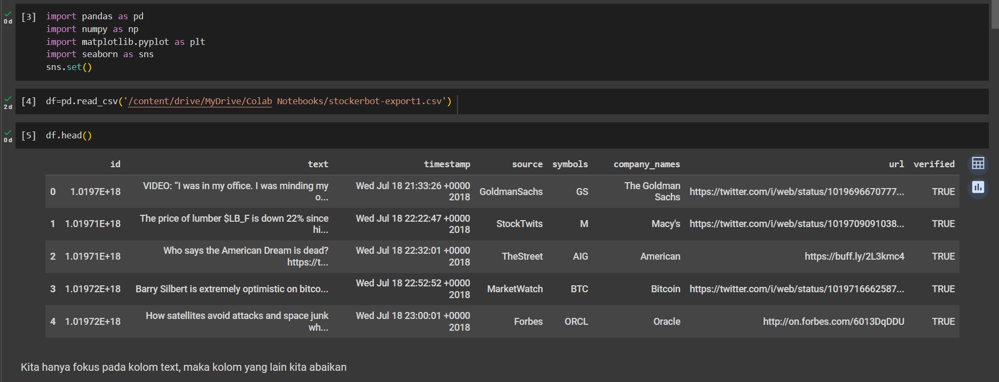 [3] import pandas as pd
import numpy as np
import matplotlib.pyplot as plt
import seaborn as sns
sns.set()
0 d
[4] df=pd.read_csv('/content/drive/MyDrive/Colab Notebooks/stockerbot-export1.csv')
2 d
[5] df.head()
0 d
id text timestamp source symbols company_names url verified
0 1.0197E+18 VIDEO: “I was in my office. I was minding my o... Wed Jul 18 21:33:26 +0000 2018 GoldmanSachs GS The Goldman Sachs https://twitter.com/i/web/status/1019696670777... TRUE
1 1.01971E+18 The price of lumber $LB_F is down 22% since hi... Wed Jul 18 22:22:47 +0000 2018 StockTwits M Macy's https://twitter.com/i/web/status/1019709091038... TRUE
2 1.01971E+18 Who says the American Dream is dead? https://t... Wed Jul 18 22:32:01 +0000 2018 TheStreet AIG American https://buff.ly/2L3kmc4 TRUE
3 1.01972E+18 Barry Silbert is extremely optimistic on bitco... Wed Jul 18 22:52:52 +0000 2018 MarketWatch BTC Bitcoin https://twitter.com/i/web/status/1019716662587... TRUE
4 1.01972E+18 How satellites avoid attacks and space junk wh... Wed Jul 18 23:00:01 +0000 2018 Forbes ORCL Oracle http://on.forbes.com/6013DqDDU TRUE
Kita hanya fokus pada kolom text, maka kolom yang lain kita abaikan